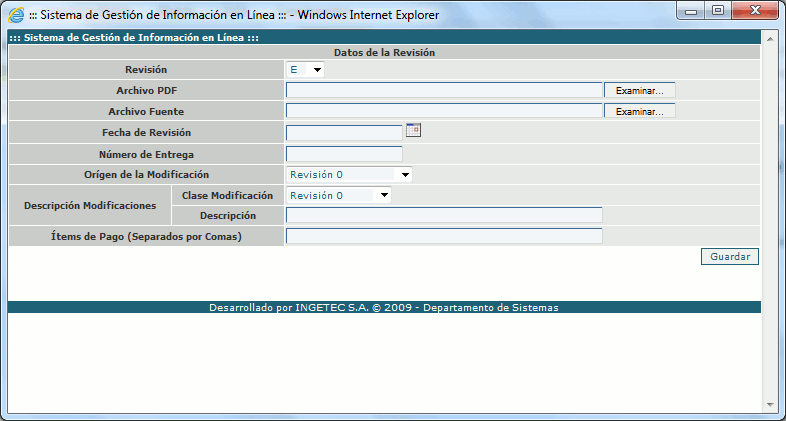 ::: Sistema de Gestión de Información en Línea ::: - Windows Internet Explorer
::: Sistema de Gestión de Información en Línea :::
Datos de la Revisión
Revisión E
Archivo PDF Examinar...
Archivo Fuente Examinar...
Fecha de Revisión
Número de Entrega
Orígen de la Modificación Revisión 0
Descripción Modificaciones Clase Modificación Revisión 0
Descripción
Ítems de Pago (Separados por Comas)
Guardar
Desarrollado por INGETEC S.A. © 2009 - Departamento de Sistemas